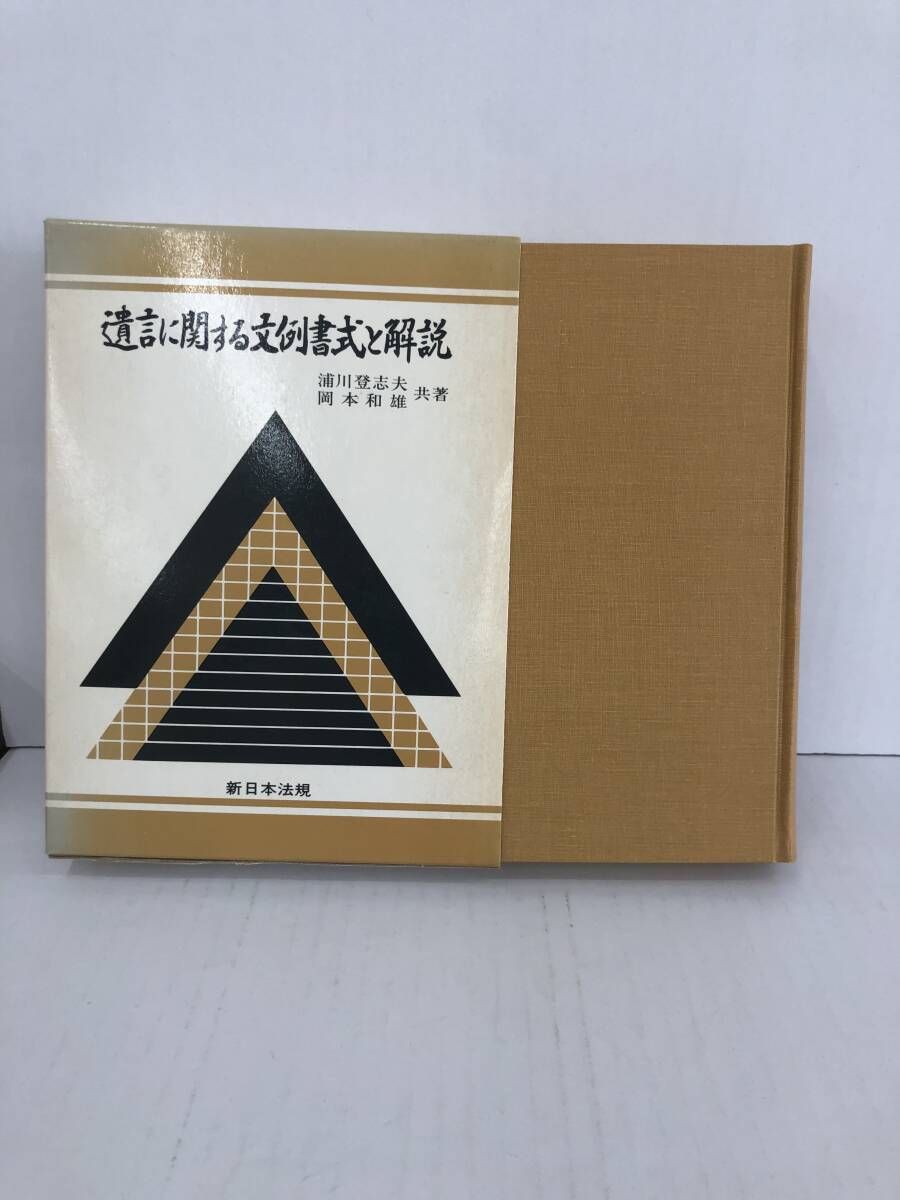 遺言に関する文例書式と解説
浦川登志夫
岡本和雄
共著
新日本法規